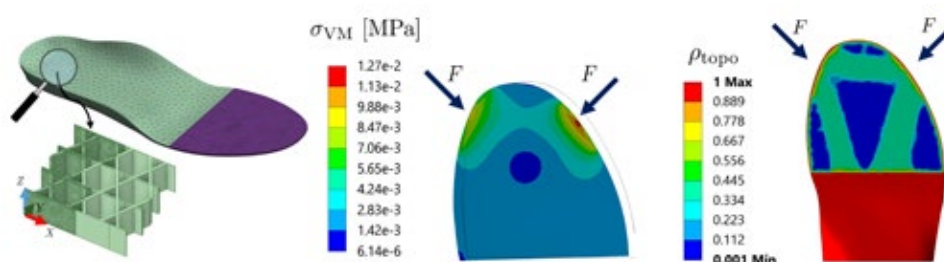 Z
X
σ_VM [MPa]
1.27e-2
1.13e-2
9.88e-3
8.47e-3
7.06e-3
5.65e-3
4.24e-3
2.83e-3
1.42e-3
6.14e-6
F
F
ρ_topo
1 Max
0.889
0.778
0.667
0.556
0.445
0.334
0.223
0.112
0.001 Min
F
F